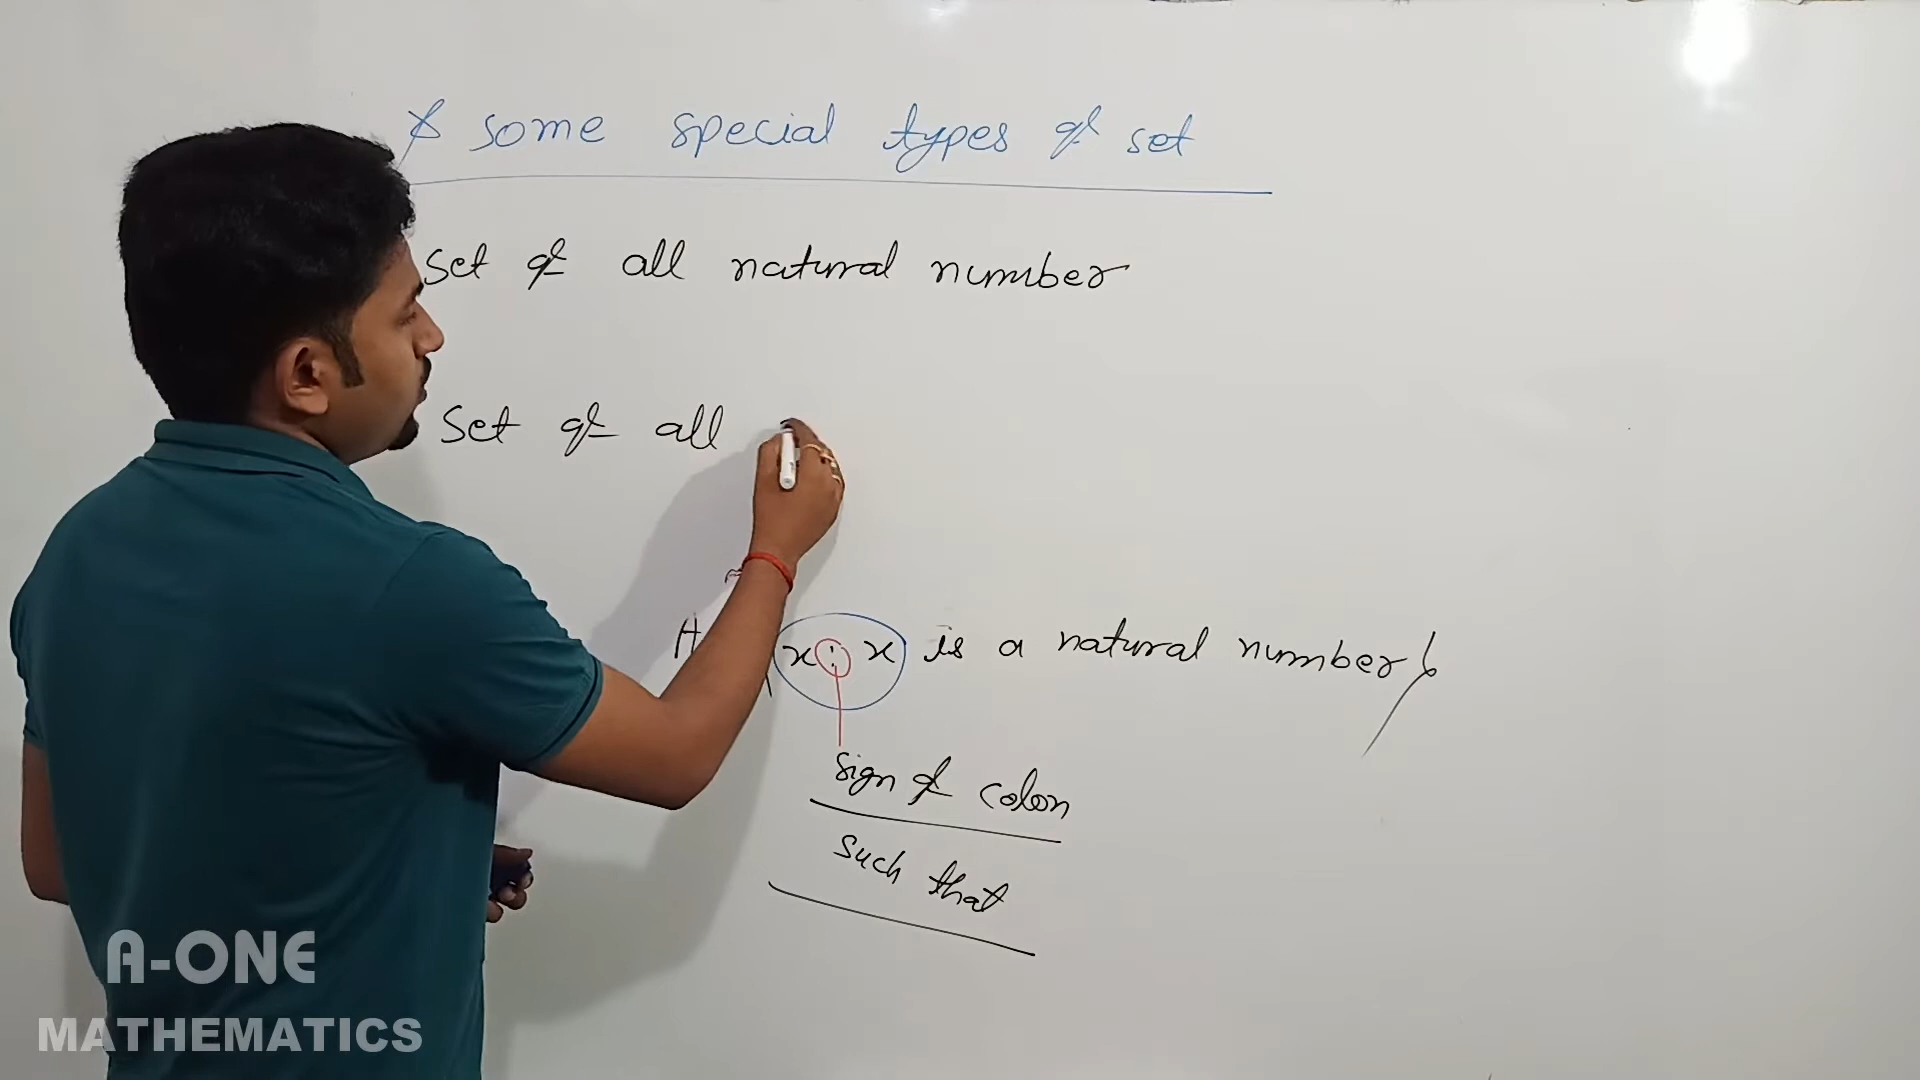 * some special types of set
Set of all natural number
Set of all
A
x : x is a natural number}
sign of colon
such that
A-ONE
MATHEMATICS